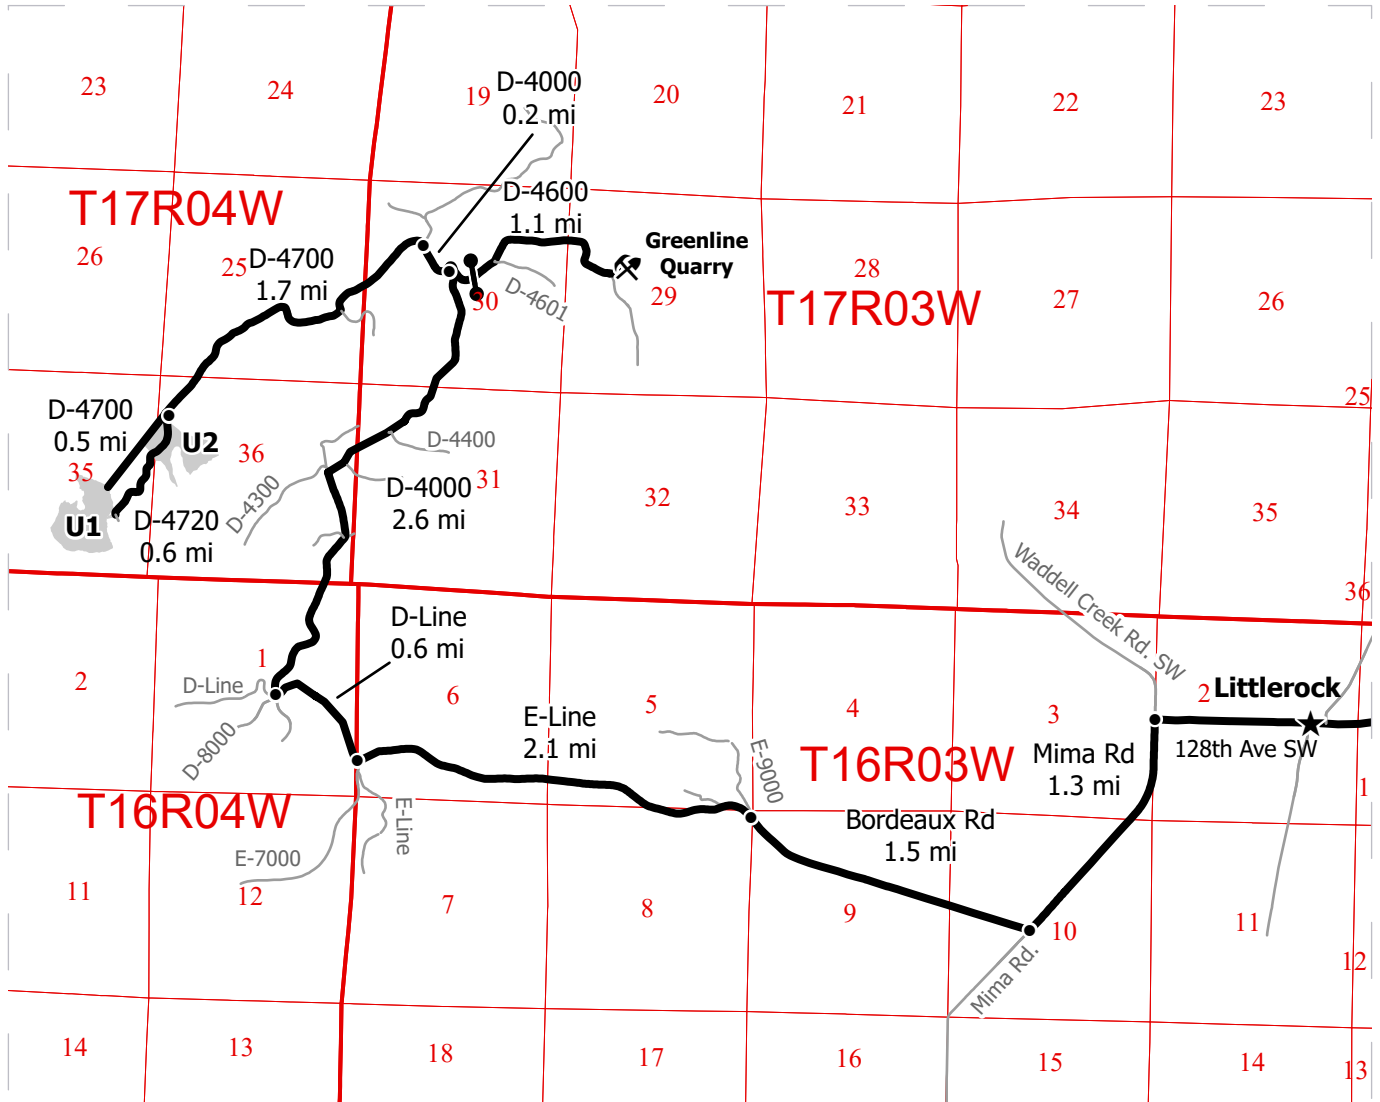 23
24
19
D-4000
0.2 mi
20
21
22
23
T17R04W
D-4600
1.1 mi
26
25
D-4700
1.7 mi
Greenline
Quarry
28
T17R03W
30
D-4601
29
27
26
D-4700
0.5 mi
U2
36
35
U1
D-4720
0.6 mi
D-4300
D-4400
D-4000
2.6 mi
31
32
33
34
35
25
36
Waddell Creek Rd. SW
D-Line
0.6 mi
1
2
D-Line
D-8000
6
E-Line
2.1 mi
5
4
3
2
Littlerock
E-9000
T16R03W
Mima Rd
1.3 mi
128th Ave SW
1
T16R04W
E-Line
E-7000
Bordeaux Rd
1.5 mi
11
12
7
8
9
10
11
12
Mima Rd.
14
13
18
17
16
15
14
13